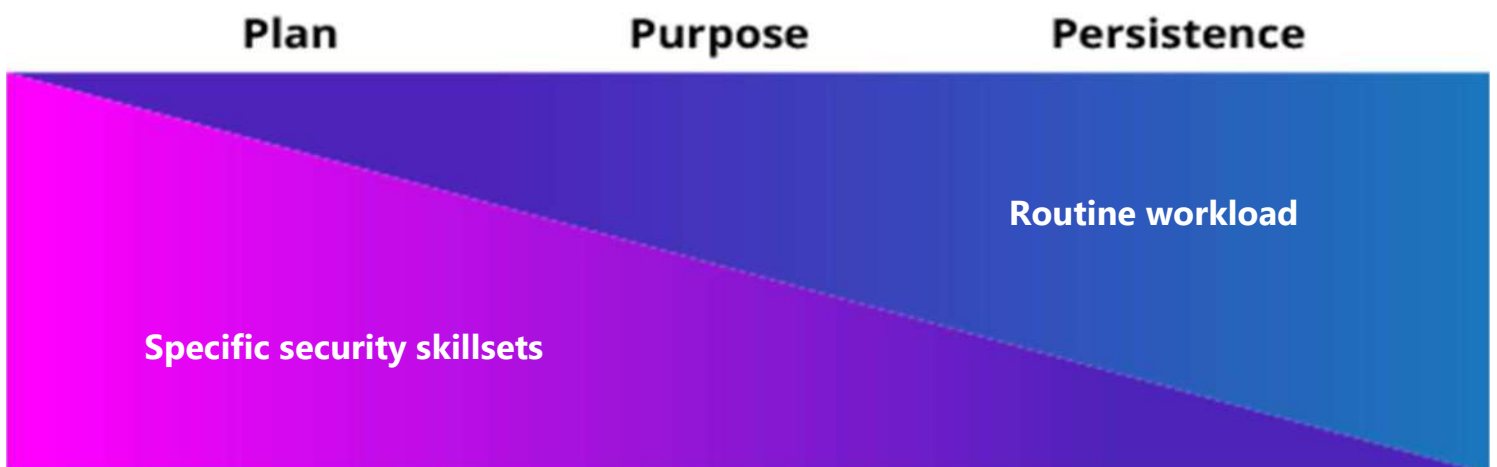 Plan Purpose Persistence
Routine workload
Specific security skillsets